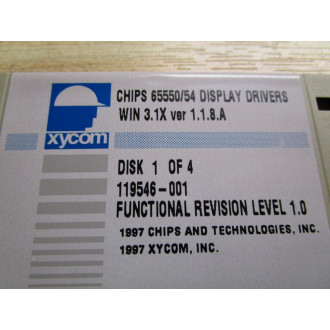 CHIPS 65550/54 DISPLAY DRIVERS
WIN 3.1X ver 1.1.8.A
xycom
DISK 1 OF 4
119546-001
FUNCTIONAL REVISION LEVEL 1.0
1997 CHIPS AND TECHNOLOGIES, INC.
1997 XYCOM, INC.